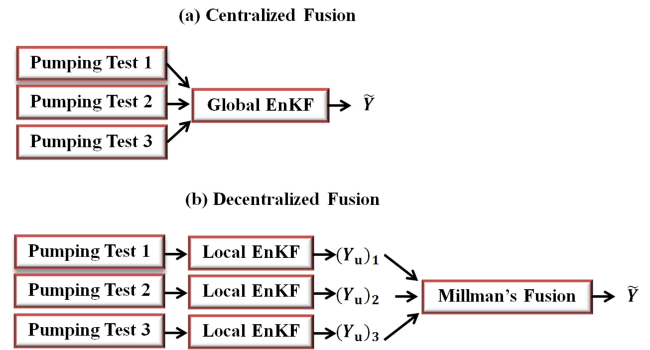 (a) Centralized Fusion
Pumping Test 1
Pumping Test 2
Pumping Test 3
Global EnKF
Ỹ
(b) Decentralized Fusion
Pumping Test 1
Local EnKF
(Yᵤ)₁
Pumping Test 2
Local EnKF
(Yᵤ)₂
Pumping Test 3
Local EnKF
(Yᵤ)₃
Millman's Fusion
Ỹ